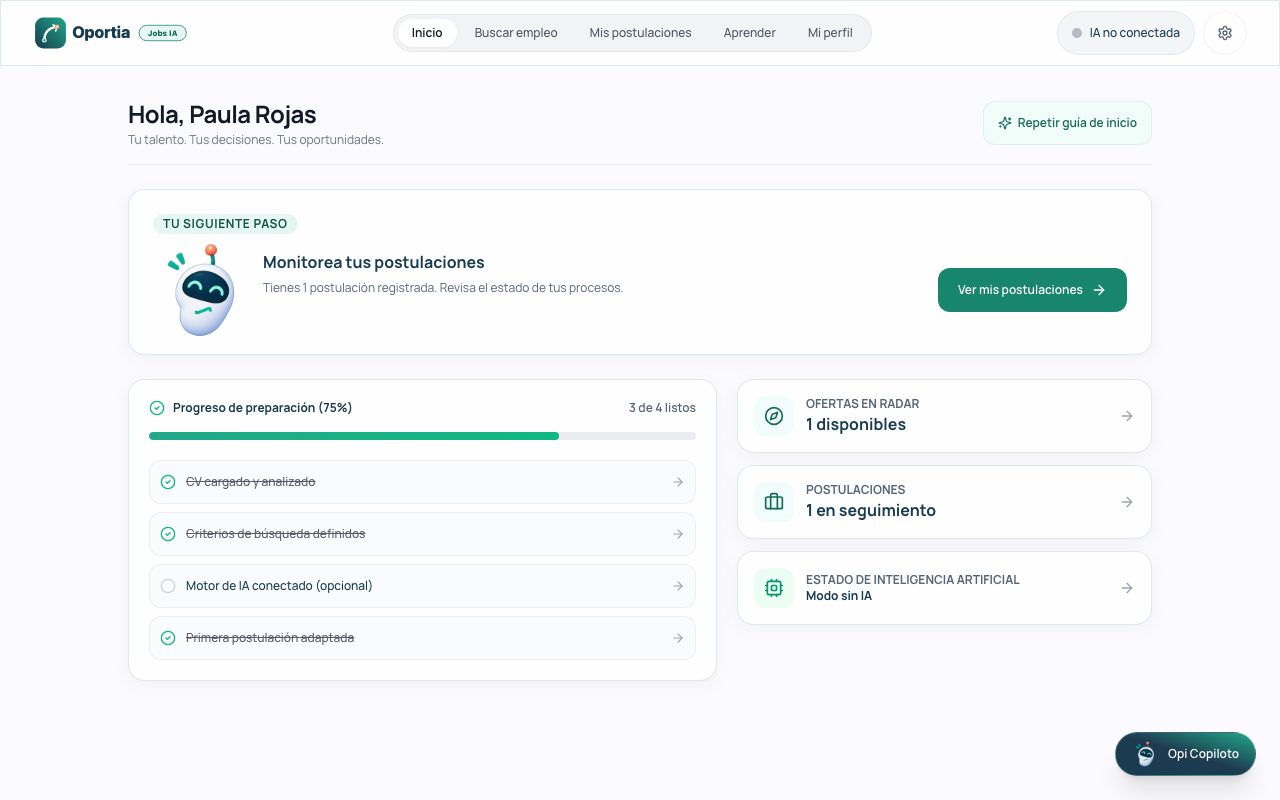 Oportia Jobs IA
Inicio Buscar empleo Mis postulaciones Aprender Mi perfil
IA no conectada
Hola, Paula Rojas
Tu talento. Tus decisiones. Tus oportunidades.
Repetir guía de inicio
TU SIGUIENTE PASO
Monitorea tus postulaciones
Tienes 1 postulación registrada. Revisa el estado de tus procesos.
Ver mis postulaciones
Progreso de preparación (75%) 3 de 4 listos
CV cargado y analizado
Criterios de búsqueda definidos
Motor de IA conectado (opcional)
Primera postulación adaptada
OFERTAS EN RADAR
1 disponibles
POSTULACIONES
1 en seguimiento
ESTADO DE INTELIGENCIA ARTIFICIAL
Modo sin IA
Opi Copiloto